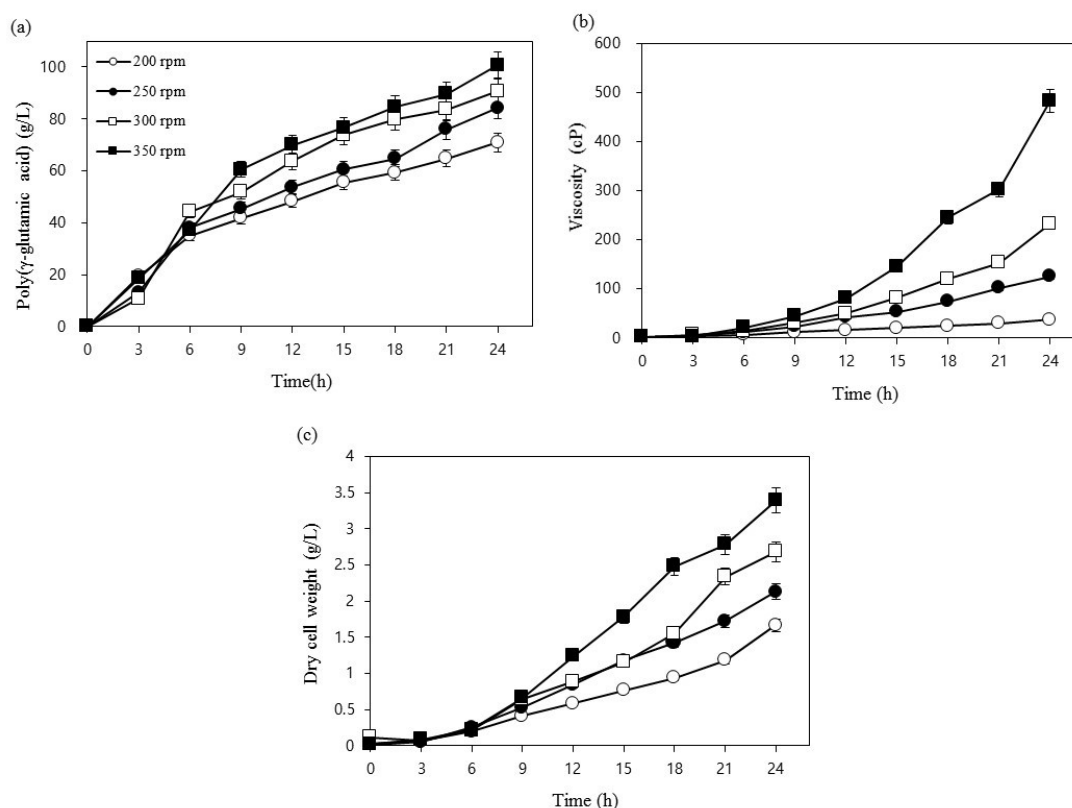 (a)
Poly(γ-glutamic acid) (g/L)
100
80
60
40
20
0
200 rpm
250 rpm
300 rpm
350 rpm
0 3 6 9 12 15 18 21 24
Time(h)
(b)
Viscosity (cP)
600
500
400
300
200
100
0
0 3 6 9 12 15 18 21 24
Time (h)
(c)
Dry cell weight (g/L)
4
3.5
3
2.5
2
1.5
1
0.5
0
0 3 6 9 12 15 18 21 24
Time (h)